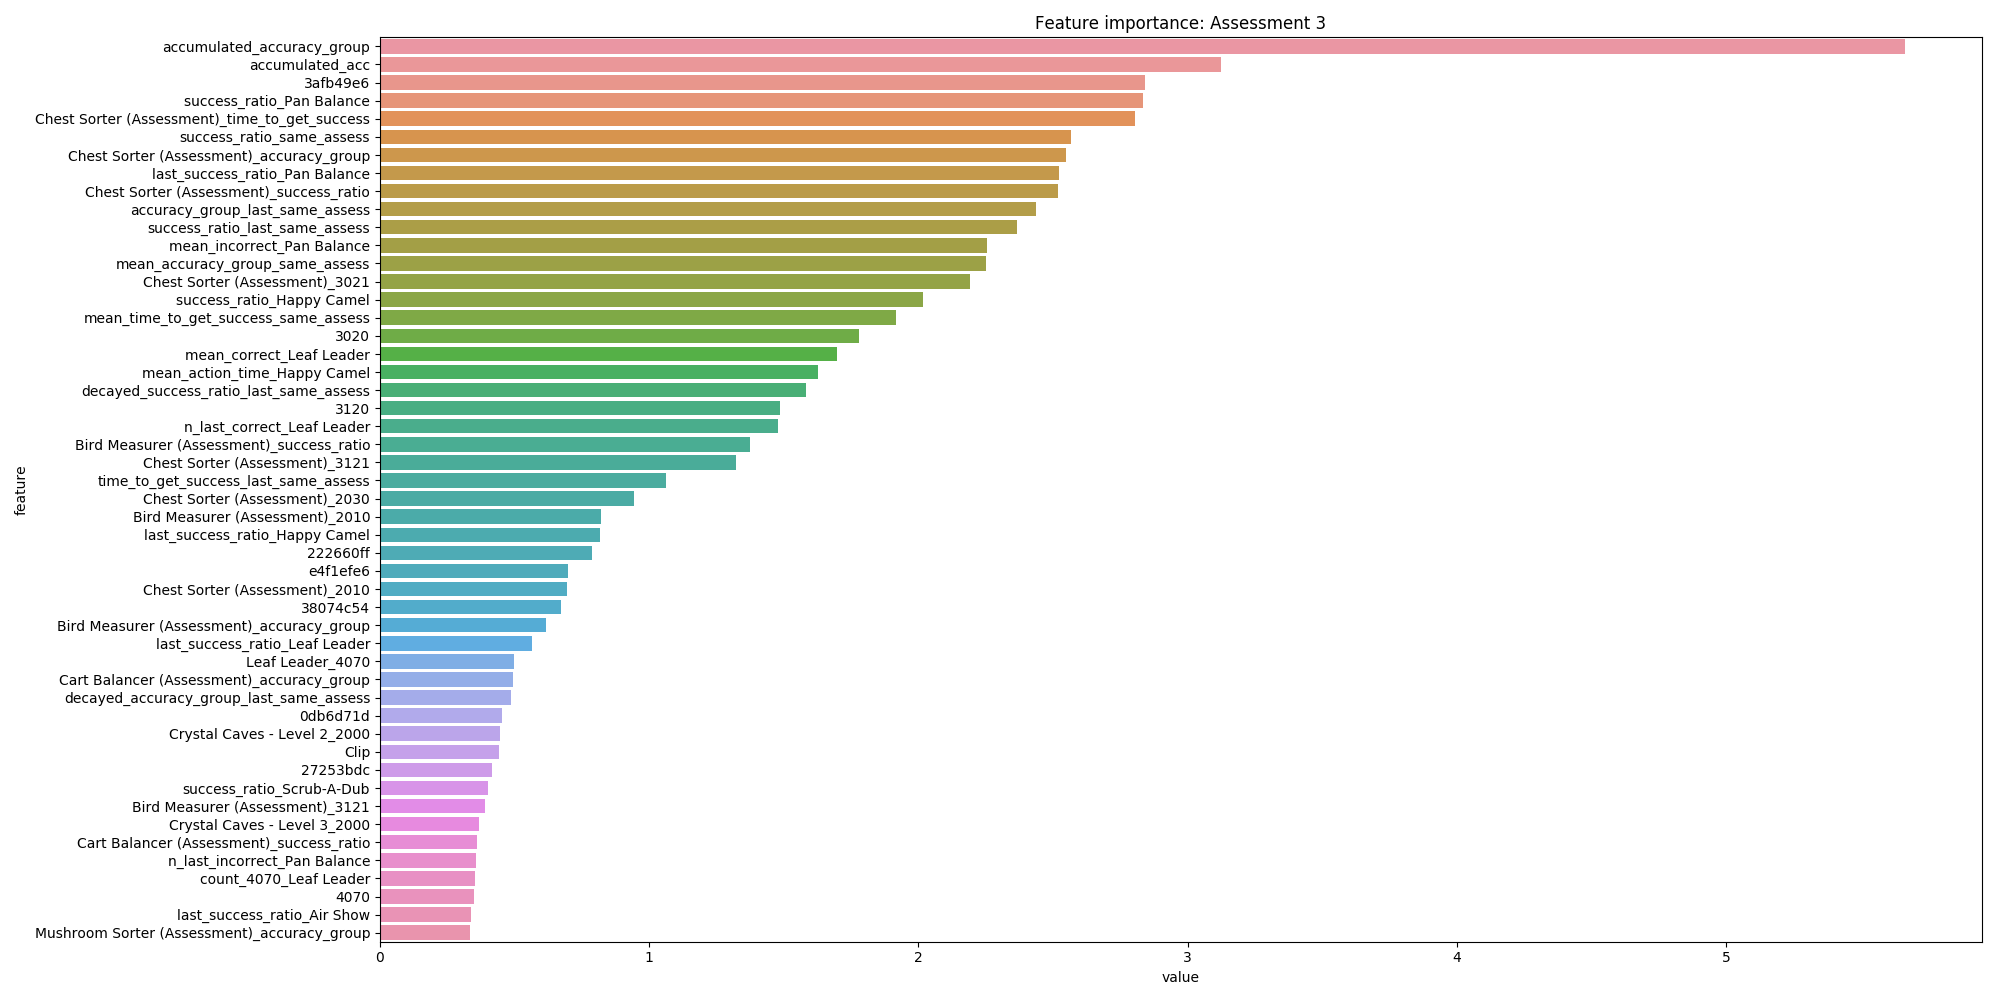 Feature importance: Assessment 3
accumulated_accuracy_group
accumulated_acc
3afb49e6
success_ratio_Pan Balance
Chest Sorter (Assessment)_time_to_get_success
success_ratio_same_assess
Chest Sorter (Assessment)_accuracy_group
last_success_ratio_Pan Balance
Chest Sorter (Assessment)_success_ratio
accuracy_group_last_same_assess
success_ratio_last_same_assess
mean_incorrect_Pan Balance
mean_accuracy_group_same_assess
Chest Sorter (Assessment)_3021
success_ratio_Happy Camel
mean_time_to_get_success_same_assess
3020
mean_correct_Leaf Leader
mean_action_time_Happy Camel
decayed_success_ratio_last_same_assess
3120
n_last_correct_Leaf Leader
Bird Measurer (Assessment)_success_ratio
Chest Sorter (Assessment)_3121
time_to_get_success_last_same_assess
Chest Sorter (Assessment)_2030
Bird Measurer (Assessment)_2010
last_success_ratio_Happy Camel
222660ff
e4f1efe6
Chest Sorter (Assessment)_2010
38074c54
Bird Measurer (Assessment)_accuracy_group
last_success_ratio_Leaf Leader
Leaf Leader_4070
Cart Balancer (Assessment)_accuracy_group
decayed_accuracy_group_last_same_assess
0db6d71d
Crystal Caves - Level 2_2000
Clip
27253bdc
success_ratio_Scrub-A-Dub
Bird Measurer (Assessment)_3121
Crystal Caves - Level 3_2000
Cart Balancer (Assessment)_success_ratio
n_last_incorrect_Pan Balance
count_4070_Leaf Leader
4070
last_success_ratio_Air Show
Mushroom Sorter (Assessment)_accuracy_group
feature
0 1 2 3 4 5
value